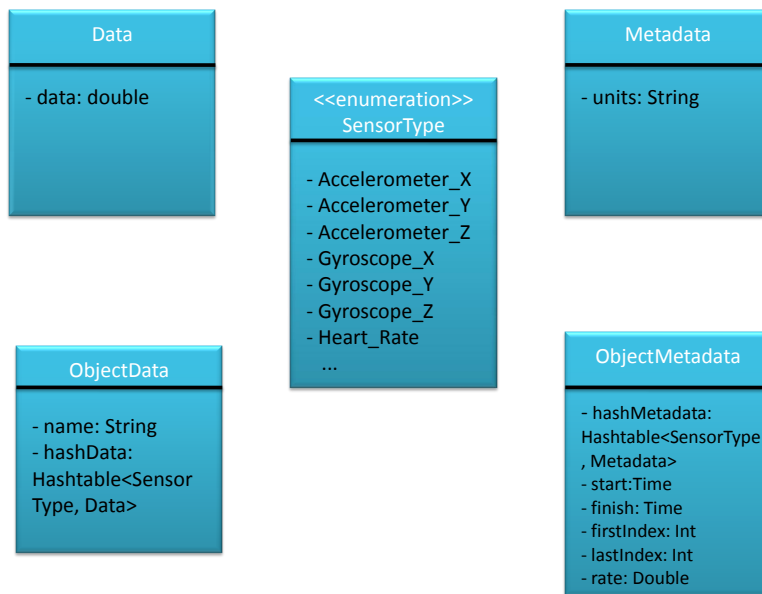 Data
- data: double
<<enumeration>>
SensorType
- Accelerometer_X
- Accelerometer_Y
- Accelerometer_Z
- Gyroscope_X
- Gyroscope_Y
- Gyroscope_Z
- Heart_Rate
...
Metadata
- units: String
ObjectData
- name: String
- hashData:
Hashtable<Sensor
Type, Data>
ObjectMetadata
- hashMetadata:
Hashtable<SensorType
, Metadata>
- start:Time
- finish: Time
- firstIndex: Int
- lastIndex: Int
- rate: Double